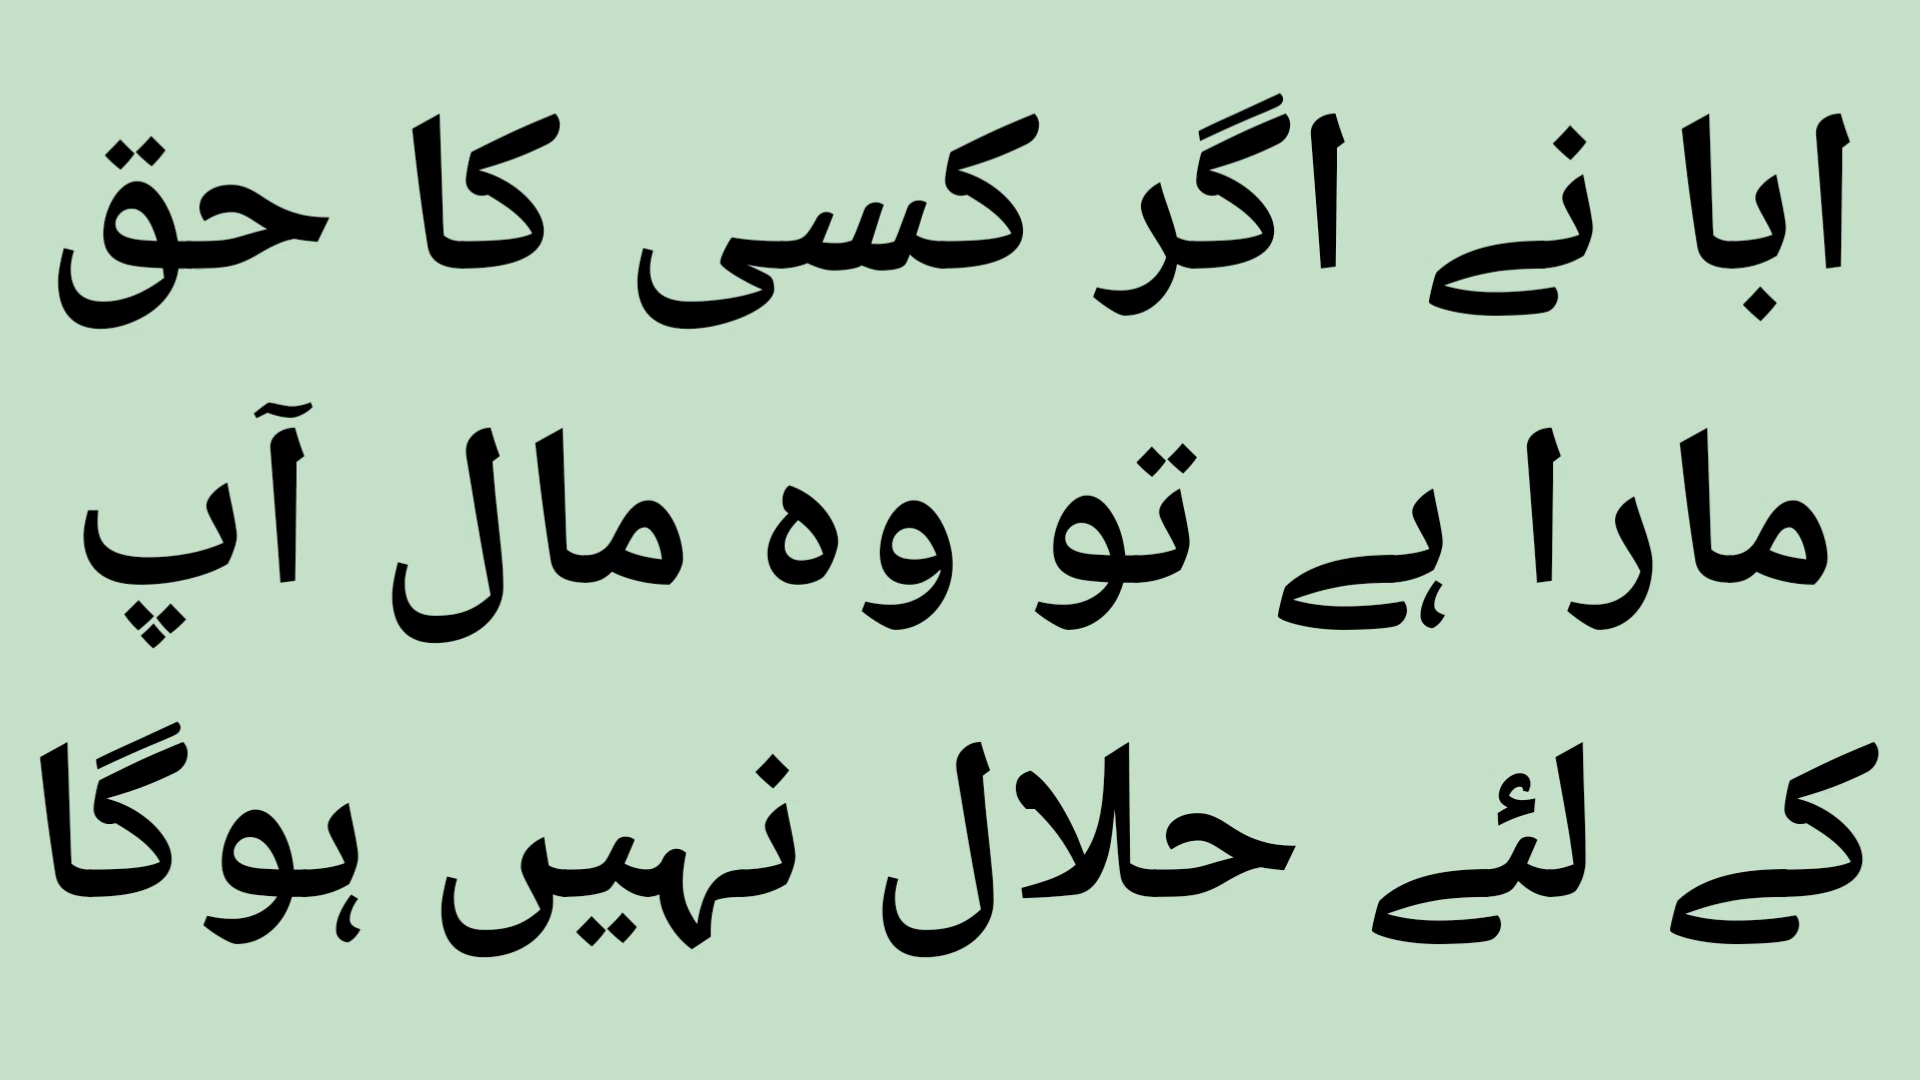 ابا نے اگر کسی کا حق
مارا ہے تو وہ مال آپ
کے لئے حلال نہیں ہوگا